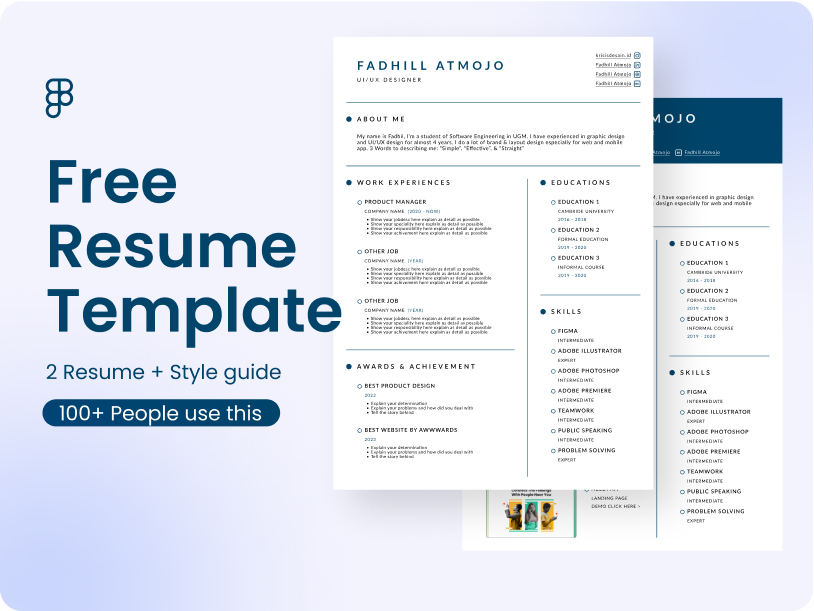 Free
Resume
Template
2 Resume + Style guide
100+ People use this
FADHILL ATMOJO
UI/UX DESIGNER
krisisdesain.id
Fadhill Atmojo
Fadhill Atmojo
Fadhill Atmojo
ABOUT ME
My name is Fadhil, I'm a student of Software Engineering in UGM. I have experienced in graphic design
and UI/UX design for almost 4 years. I do a lot of brand & layout design especially for web and mobile
app. 3 Words to describing me: "Simple", "Effective", & "Straight"
WORK EXPERIENCES
PRODUCT MANAGER
COMPANY NAME (2020 - NOW)
Show your jobdesc here explain as detail as possible
Show your speciality here explain as detail as possible
Show your responsibility here explain as detail as possible
Show your achivement here explain as detail as possible
OTHER JOB
COMPANY NAME (YEAR)
Show your jobdesc here explain as detail as possible
Show your speciality here explain as detail as possible
Show your responsibility here explain as detail as possible
Show your achivement here explain as detail as possible
OTHER JOB
COMPANY NAME (YEAR)
Show your jobdesc here explain as detail as possible
Show your speciality here explain as detail as possible
Show your responsibility here explain as detail as possible
Show your achivement here explain as detail as possible
AWARDS & ACHIEVEMENT
BEST PRODUCT DESIGN
2022
Explain your determination
Explain your problems and how did you deal with
Tell the story behind
BEST WEBSITE BY AWWWARDS
2023
Explain your determination
Explain your problems and how did you deal with
Tell the story behind
EDUCATIONS
EDUCATION 1
CAMBRIDE UNIVERSITY
2016 - 2018
EDUCATION 2
FORMAL EDUCATION
2019 - 2020
EDUCATION 3
INFORMAL COURSE
2019 - 2020
SKILLS
FIGMA
INTERMEDIATE
ADOBE ILLUSTRATOR
EXPERT
ADOBE PHOTOSHOP
INTERMEDIATE
ADOBE PREMIERE
INTERMEDIATE
TEAMWORK
INTERMEDIATE
PUBLIC SPEAKING
INTERMEDIATE
PROBLEM SOLVING
EXPERT
MOJO
Atmojo Fadhill Atmojo
M. I have experienced in graphic design
design especially for web and mobile
EDUCATIONS
EDUCATION 1
CAMBRIDE UNIVERSITY
2016 - 2018
EDUCATION 2
FORMAL EDUCATION
2019 - 2020
EDUCATION 3
INFORMAL COURSE
2019 - 2020
SKILLS
FIGMA
INTERMEDIATE
ADOBE ILLUSTRATOR
EXPERT
ADOBE PHOTOSHOP
INTERMEDIATE
ADOBE PREMIERE
INTERMEDIATE
TEAMWORK
INTERMEDIATE
PUBLIC SPEAKING
INTERMEDIATE
PROBLEM SOLVING
EXPERT
With People Near You
LANDING PAGE
DEMO CLICK HERE >